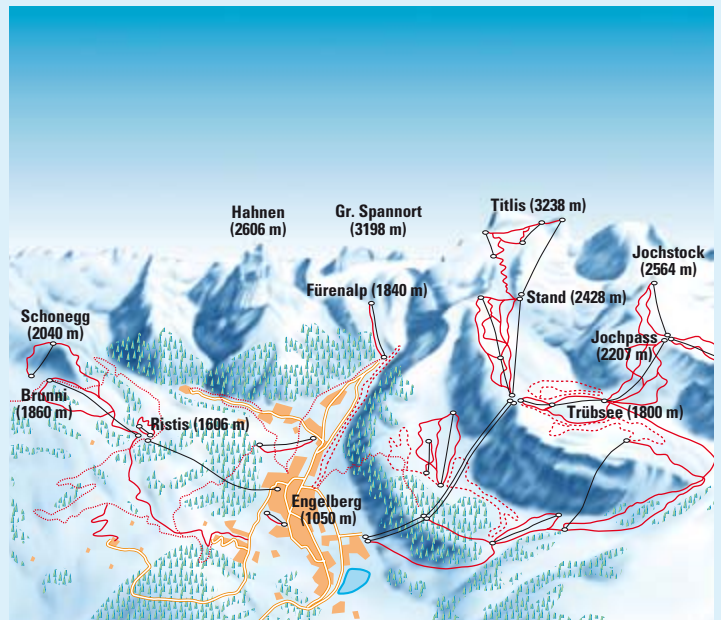 Titlis (3238 m)
Hahnen
(2606 m)
Gr. Spannort
(3198 m)
Jochstock
(2564 m)
Fürenalp (1840 m)
Stand (2428 m)
Schonegg
(2040 m)
Jochpass
(2207 m)
Brunni
(1860 m)
Ristis (1606 m)
Trübsee (1800 m)
Engelberg
(1050 m)